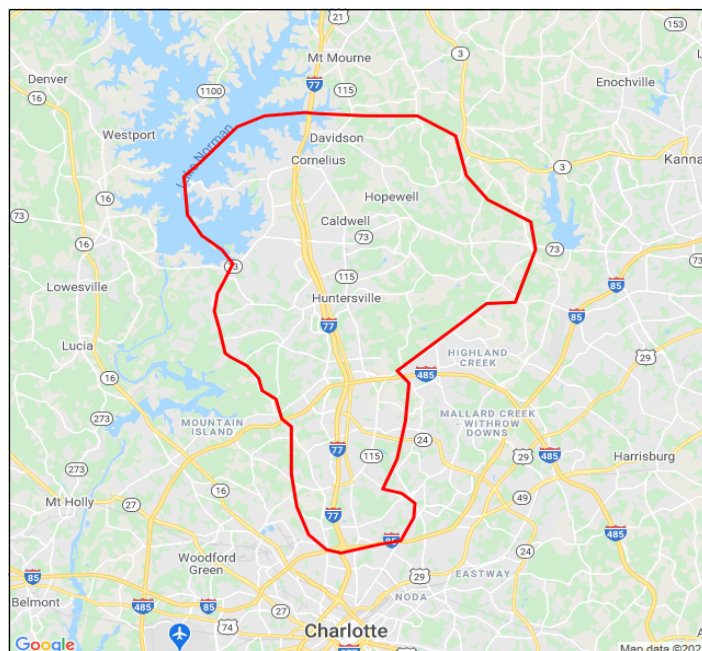 21
Mt Mourne
3
77
Denver
16
1100
115
Enochville
Westport
Davidson
Lake Norman
Cornelius
3
Kanna
16
Hopewell
73
Caldwell
73
73
73
73
115
Lowesville
Huntersville
85
85
77
Lucia
HIGHLAND
CREEK
29
16
485
273
MOUNTAIN
ISLAND
MALLARD CREEK
- WITHROW
DOWNS
24
77
115
29
485
Harrisburg
273
16
49
Mt Holly
27
77
85
485
Woodford
Green
24
85
29
EASTWAY
Belmont
485
85
27
NODA
74
Charlotte
485
Google
77
Map data ©202